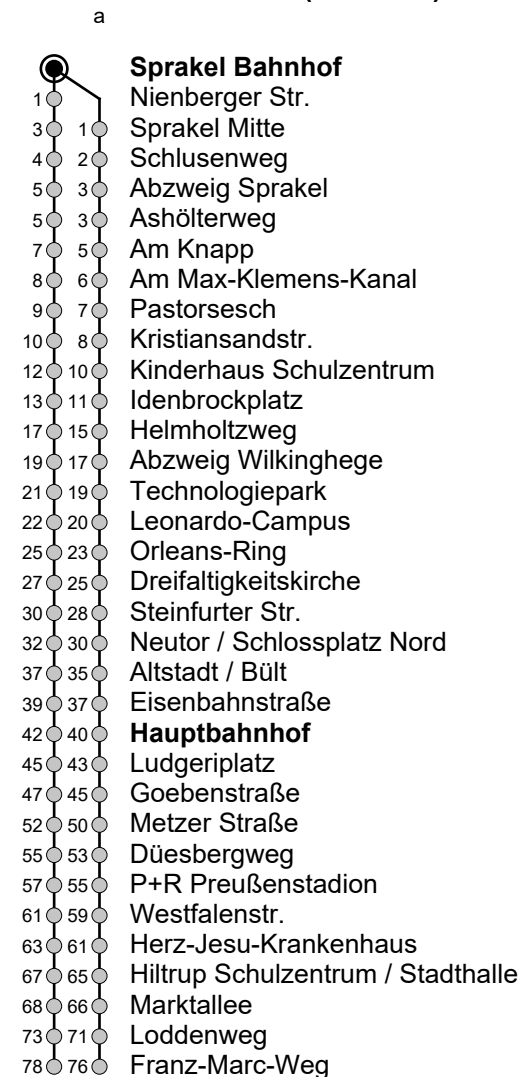 a
Sprakel Bahnhof
1 Nienberger Str.
3 1 Sprakel Mitte
4 2 Schlusenweg
5 3 Abzweig Sprakel
5 3 Ashölterweg
7 5 Am Knapp
8 6 Am Max-Klemens-Kanal
9 7 Pastorsesch
10 8 Kristiansandstr.
12 10 Kinderhaus Schulzentrum
13 11 Idenbrockplatz
17 15 Helmholtzweg
19 17 Abzweig Wilkinghege
21 19 Technologiepark
22 20 Leonardo-Campus
25 23 Orleans-Ring
27 25 Dreifaltigkeitskirche
30 28 Steinfurter Str.
32 30 Neutor / Schlossplatz Nord
37 35 Altstadt / Bült
39 37 Eisenbahnstraße
42 40 Hauptbahnhof
45 43 Ludgeriplatz
47 45 Goebenstraße
52 50 Metzer Straße
55 53 Düesbergweg
57 55 P+R Preußenstadion
61 59 Westfalenstr.
63 61 Herz-Jesu-Krankenhaus
67 65 Hiltrup Schulzentrum / Stadthalle
68 66 Marktallee
73 71 Loddenweg
78 76 Franz-Marc-Weg